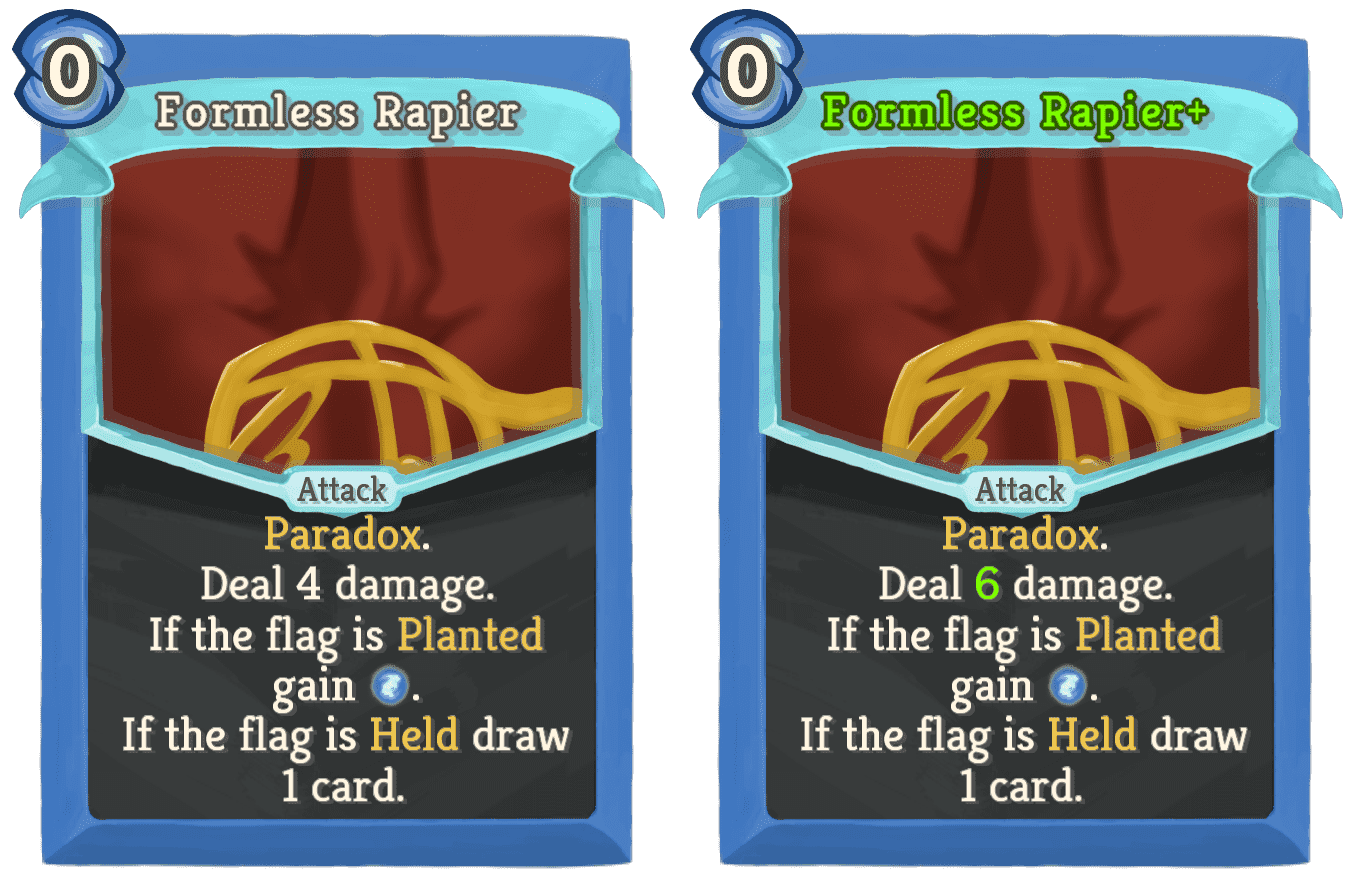 0
Formless Rapier
Attack
Paradox.
Deal 4 damage.
If the flag is Planted
gain .
If the flag is Held draw
1 card.
0
Formless Rapier+
Attack
Paradox.
Deal 6 damage.
If the flag is Planted
gain .
If the flag is Held draw
1 card.